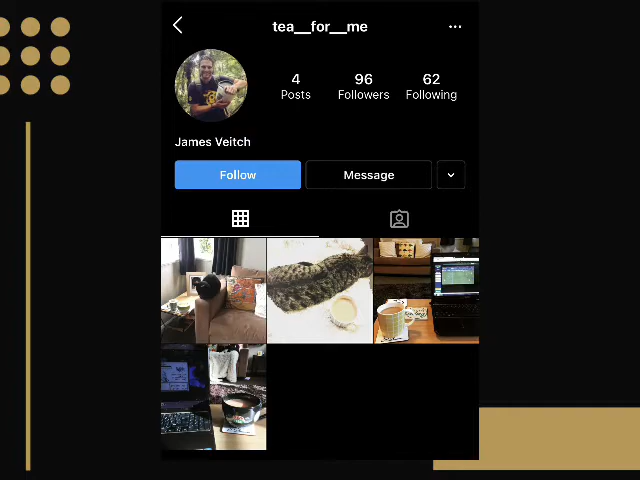 tea__for__me
4 96 62
Posts Followers Following
James Veitch
Follow Message